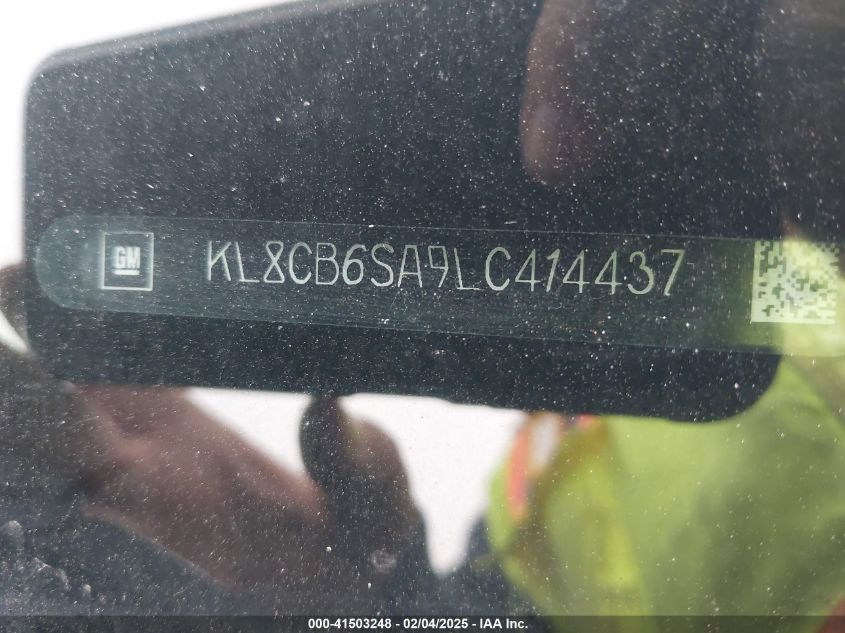 GM KL8CB6SA9LC414437
000-41503248 - 02/04/2025 - IAA Inc.